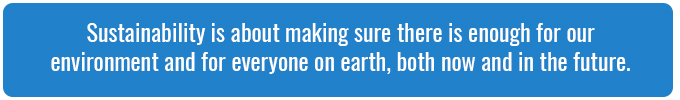 Sustainability is about making sure there is enough for our
environment and for everyone on earth, both now and in the future.